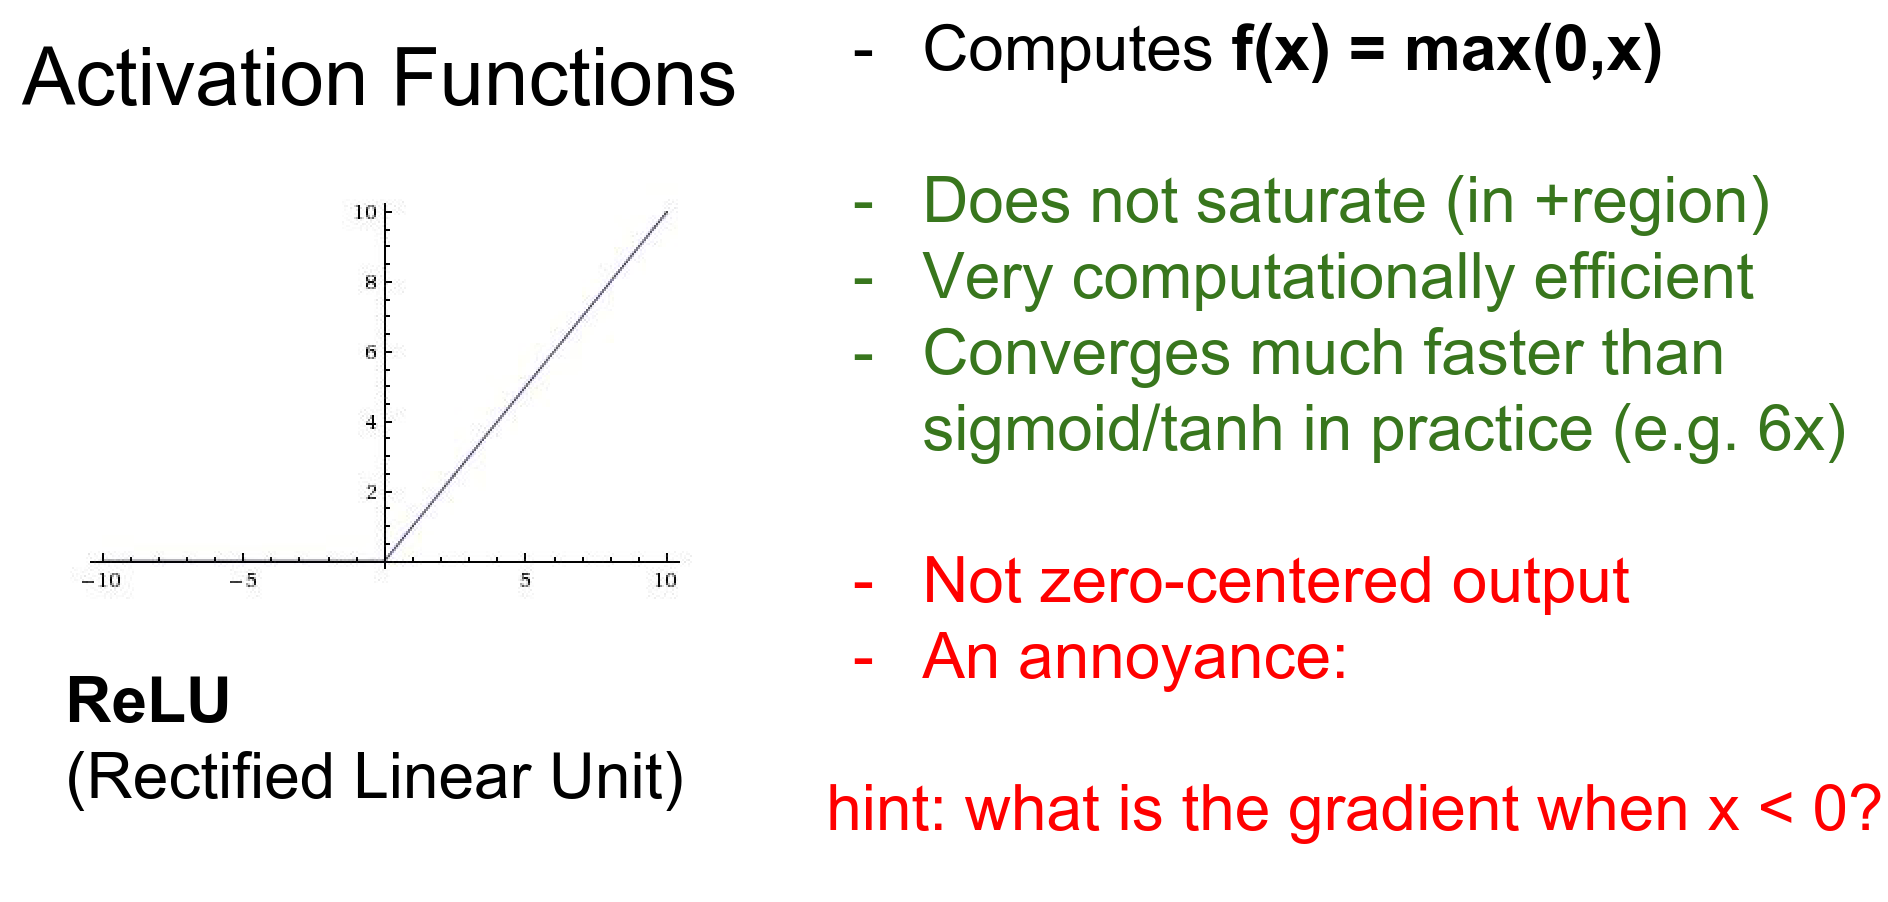 Activation Functions
10
8
6
4
2
−10
−5
5
10
ReLU
(Rectified Linear Unit)
- Computes f(x) = max(0,x)
- Does not saturate (in +region)
- Very computationally efficient
- Converges much faster than
sigmoid/tanh in practice (e.g. 6x)
- Not zero-centered output
- An annoyance:
hint: what is the gradient when x < 0?